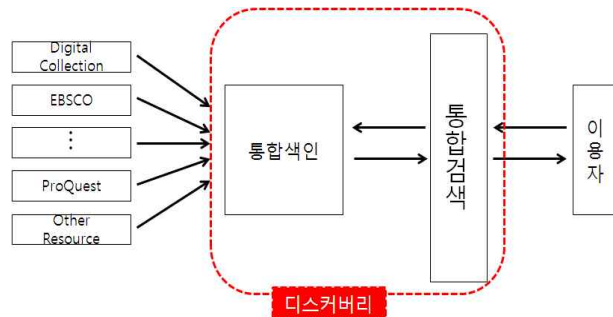 Digital
Collection
EBSCO
⋮
ProQuest
Other
Resource
통합색인
통합검색
이용자
디스커버리